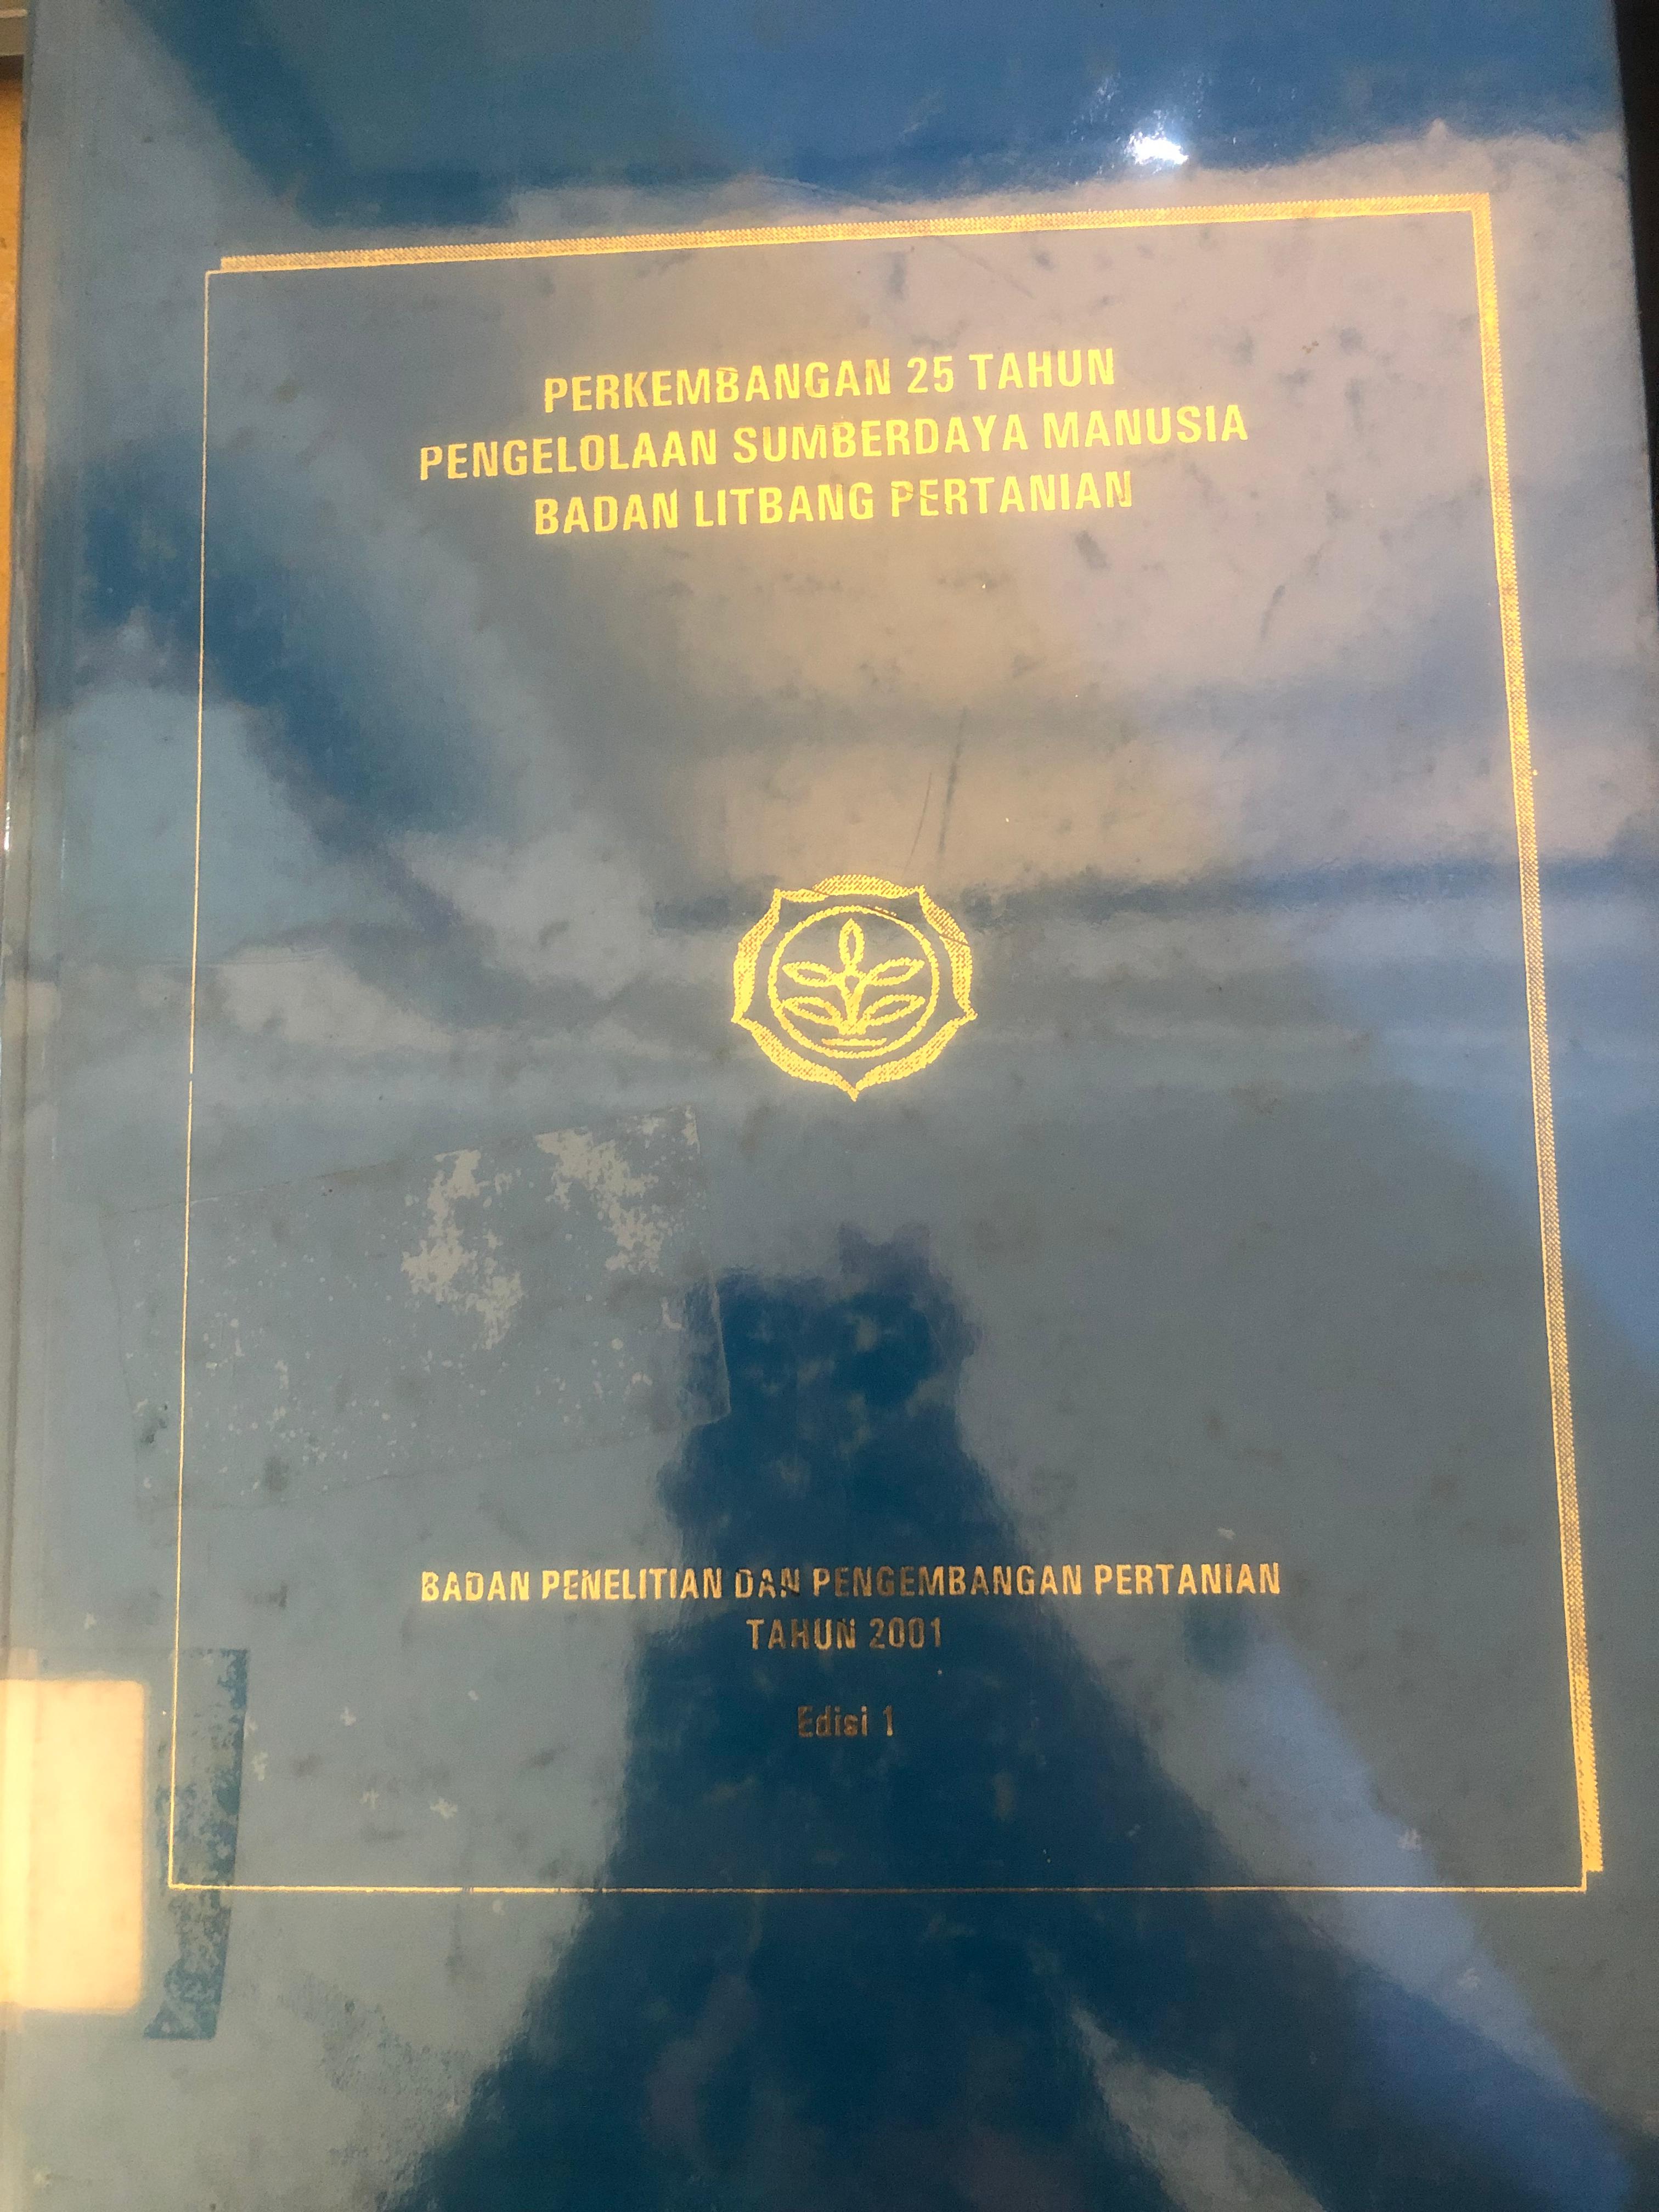 PERKEMBANGAN 25 TAHUN
PENGELOLAAN SUMBERDAYA MANUSIA
BADAN LITBANG PERTANIAN
BADAN PENELITIAN DAN PENGEMBANGAN PERTANIAN
TAHUN 2001
Edisi 1